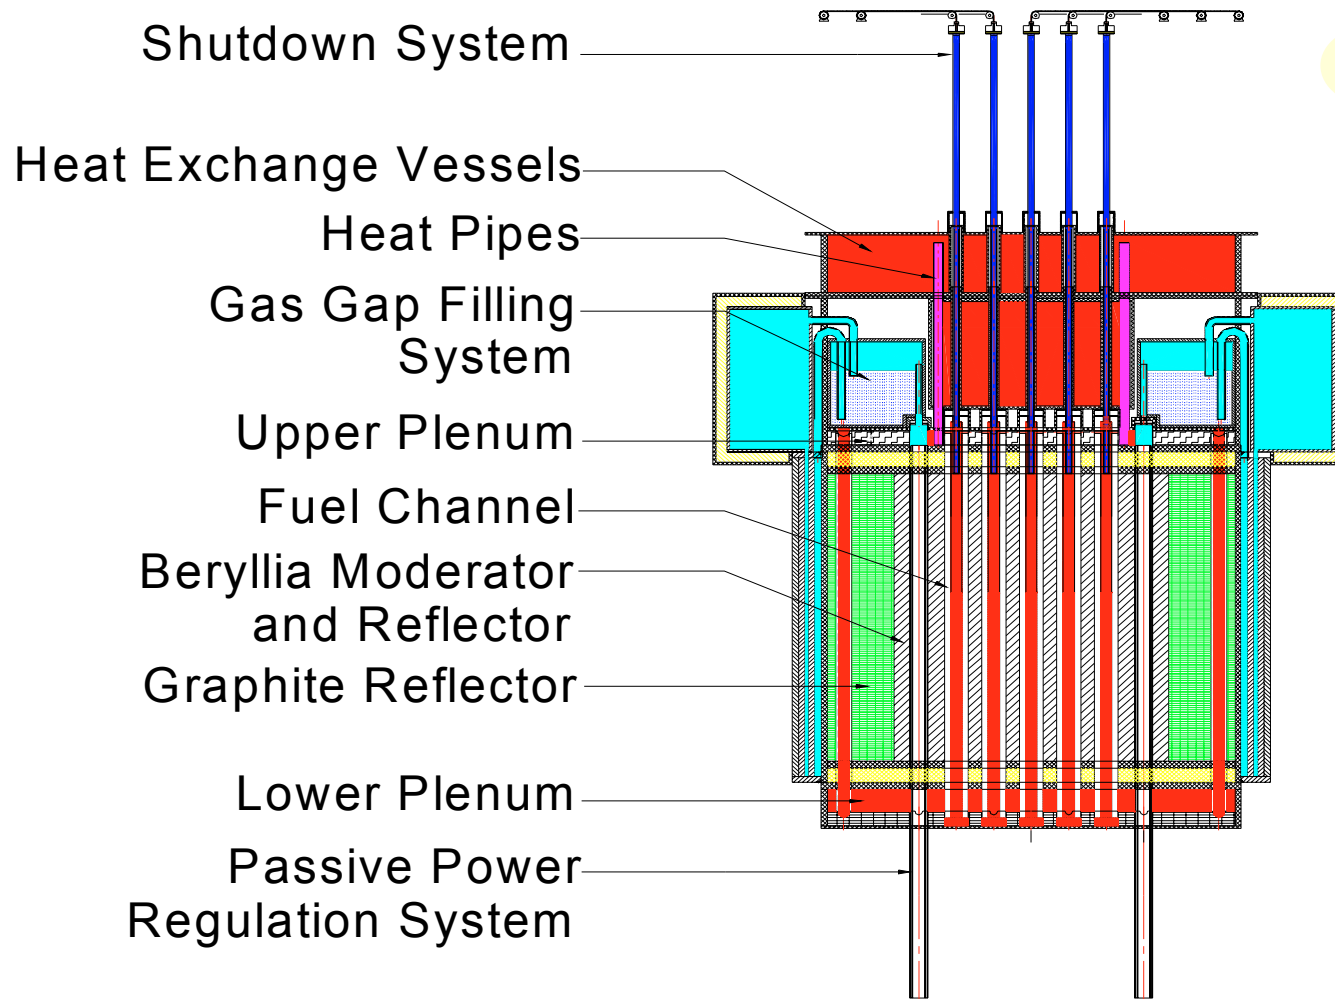 Shutdown System
Heat Exchange Vessels
Heat Pipes
Gas Gap Filling
System
Upper Plenum
Fuel Channel
Beryllia Moderator
and Reflector
Graphite Reflector
Lower Plenum
Passive Power
Regulation System